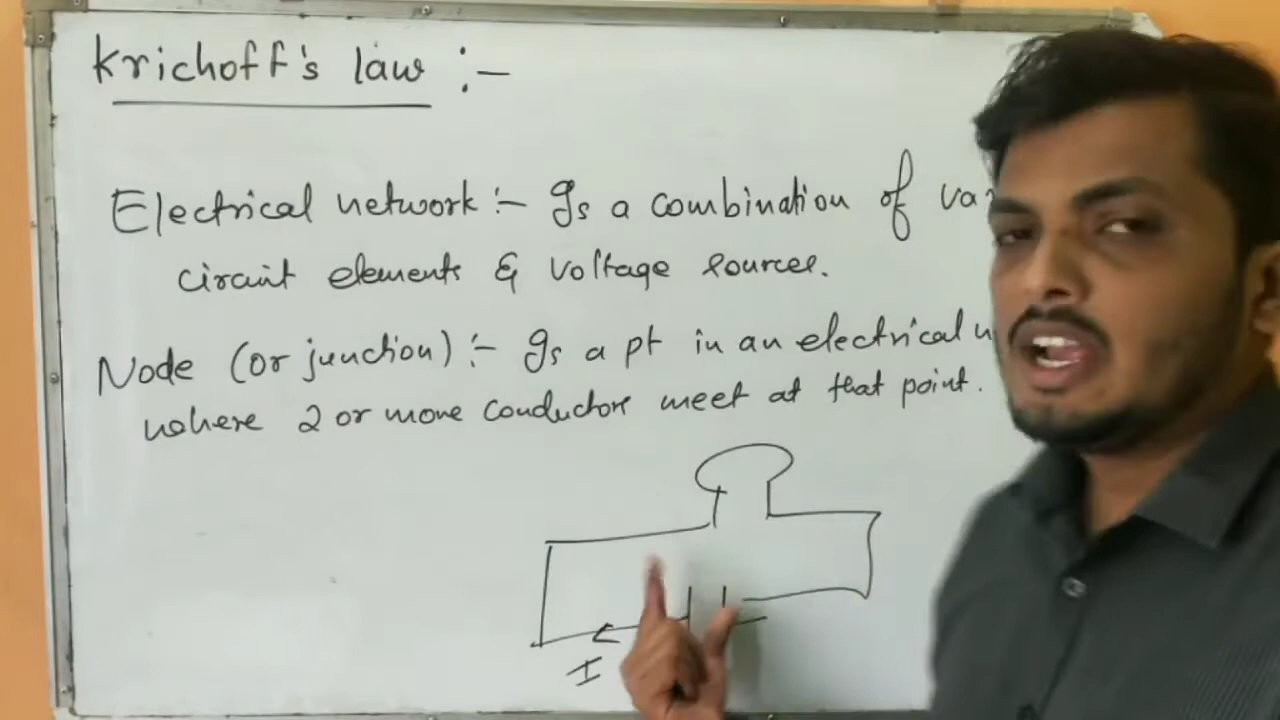 Krichoff's law :-
Electrical network :- Is a combination of va
circuit elements & voltage sources.
Node (or junction) :- Is a pt in an electrical n
where 2 or more conductors meet at that point.
I